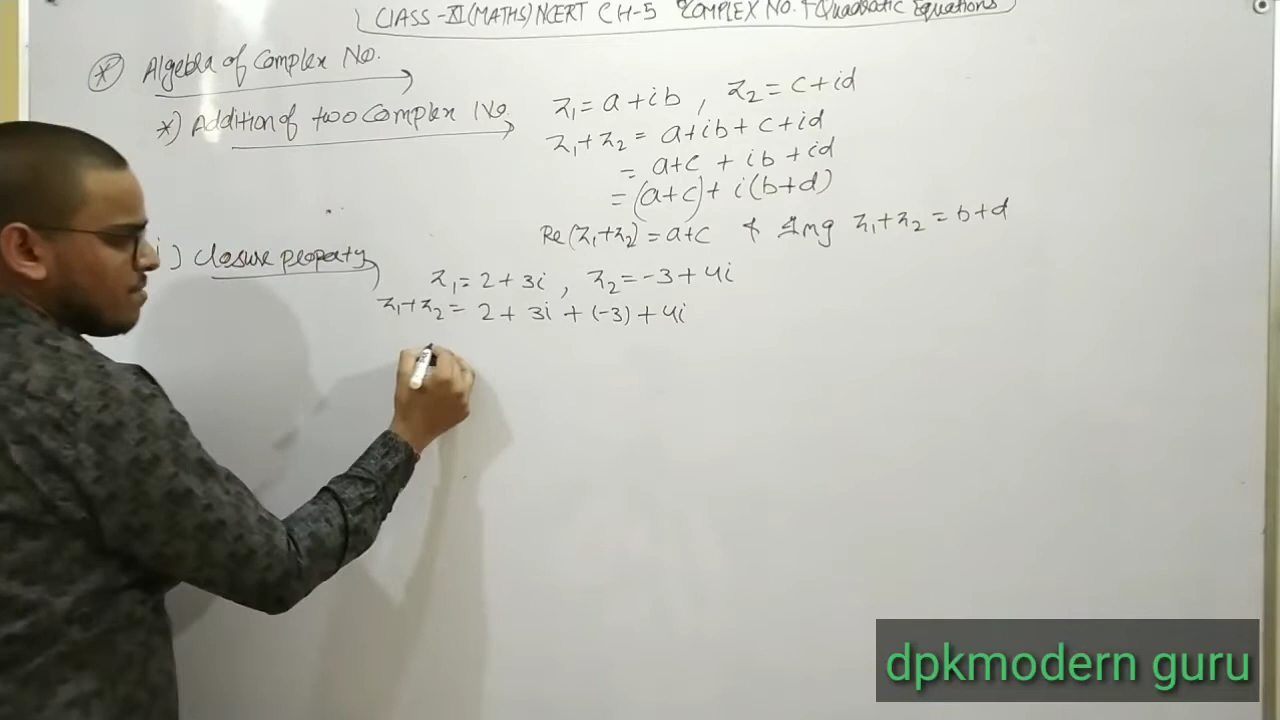 CLASS-XI (MATHS) NCERT CH-5 COMPLEX NO. & Quadratic Equations
* Algebra of Complex No.
*) Addition of two Complex No. z₁ = a + ib , z₂ = c + id
z₁+z₂ = a+ib+c+id
= a+c + ib + id
= (a+c) + i(b+d)
Re(z₁+z₂) = a+c & Img z₁+z₂ = b+d
i) Closure property
z₁ = 2 + 3i , z₂ = -3 + 4i
z₁+z₂ = 2 + 3i + (-3) + 4i
dpkmodern guru